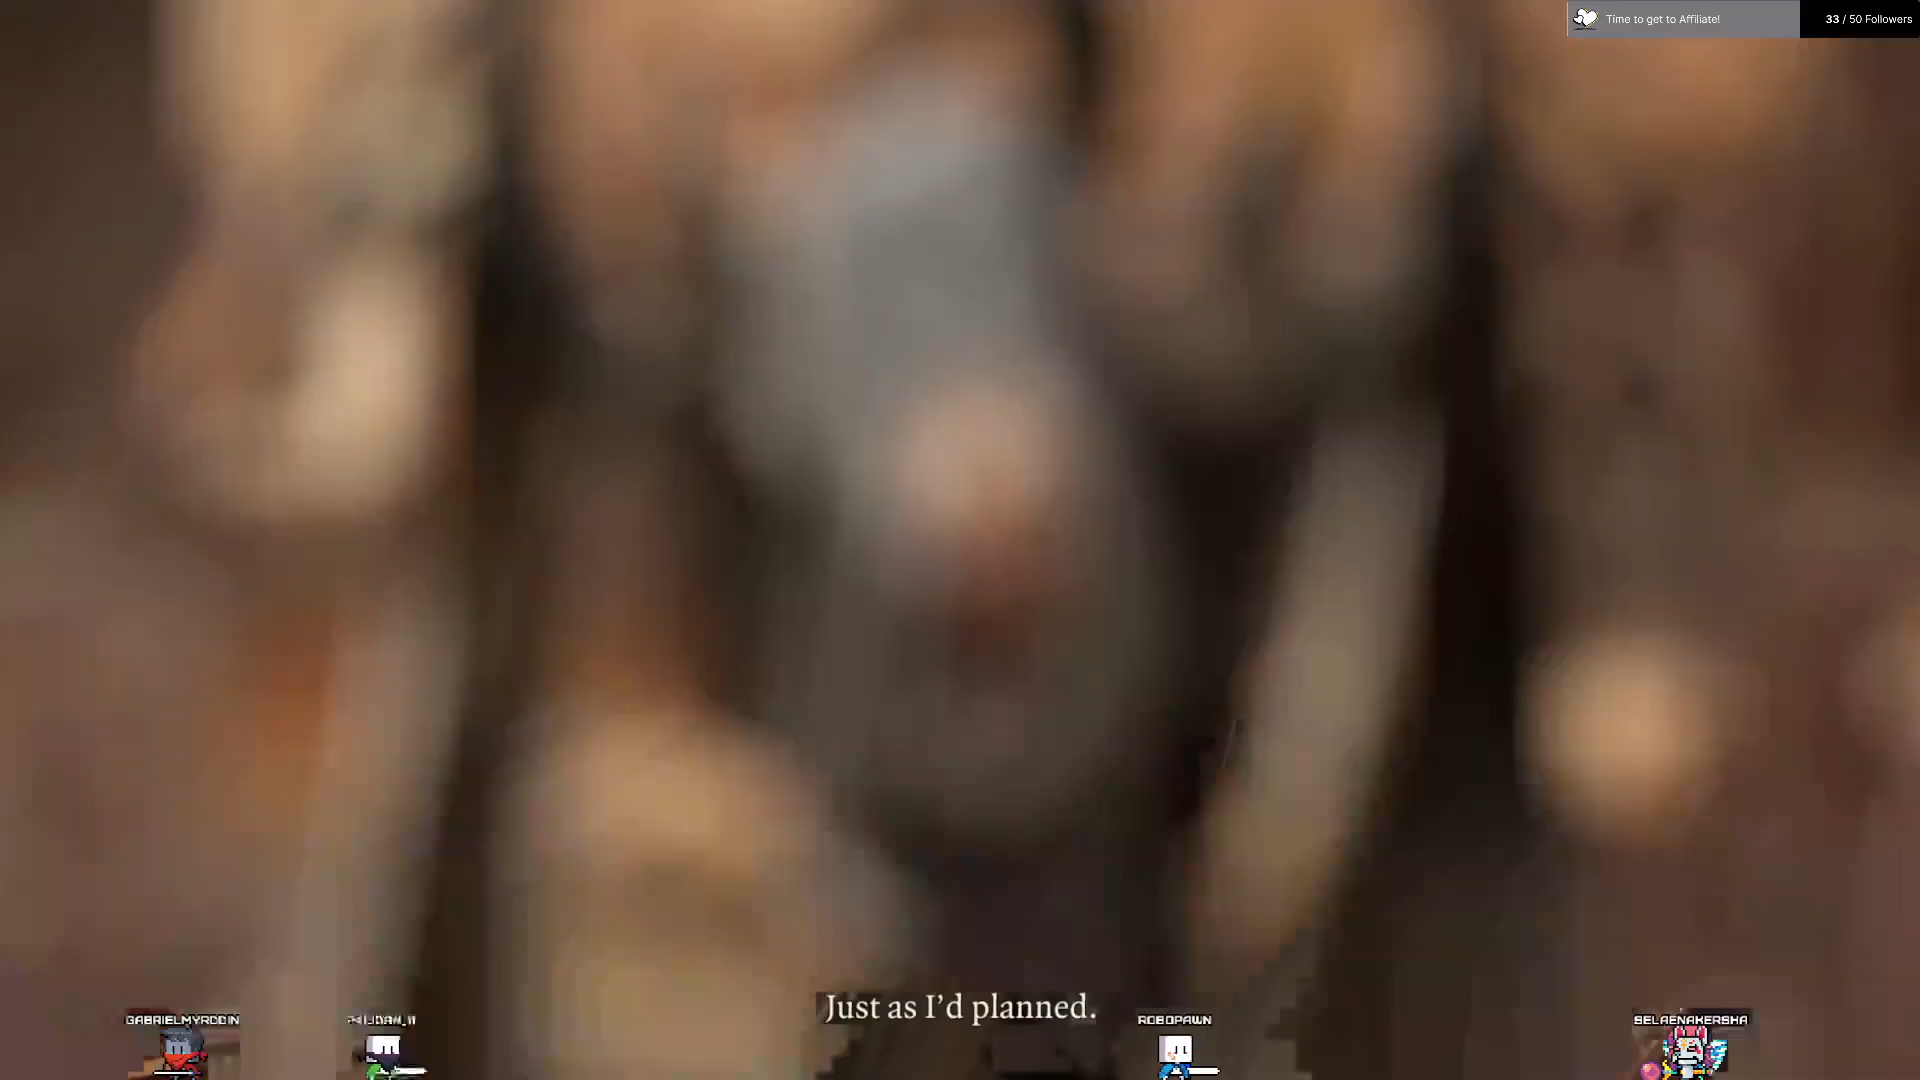 Time to get to Affiliate!
33 / 50 Followers
Just as I'd planned.
GABRIELMYRDDIN
ROBOPAWN
SELAENAKERSHA